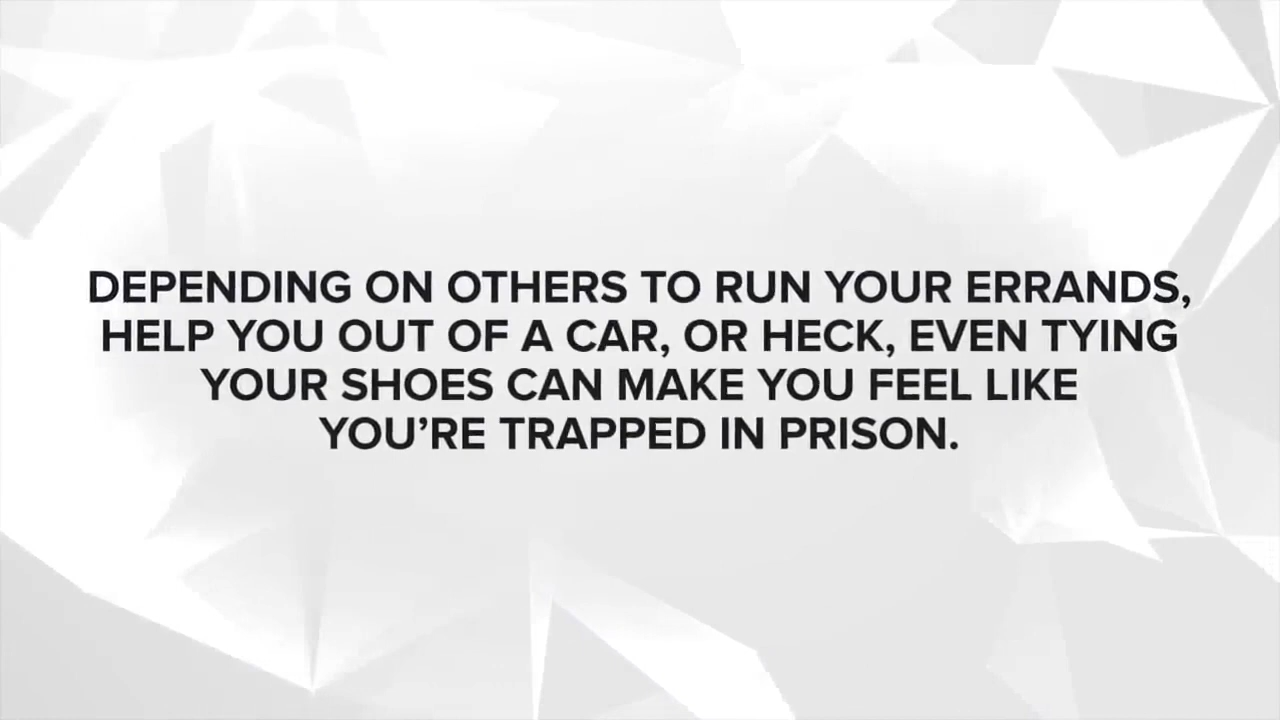 DEPENDING ON OTHERS TO RUN YOUR ERRANDS,
HELP YOU OUT OF A CAR, OR HECK, EVEN TYING
YOUR SHOES CAN MAKE YOU FEEL LIKE
YOU’RE TRAPPED IN PRISON.